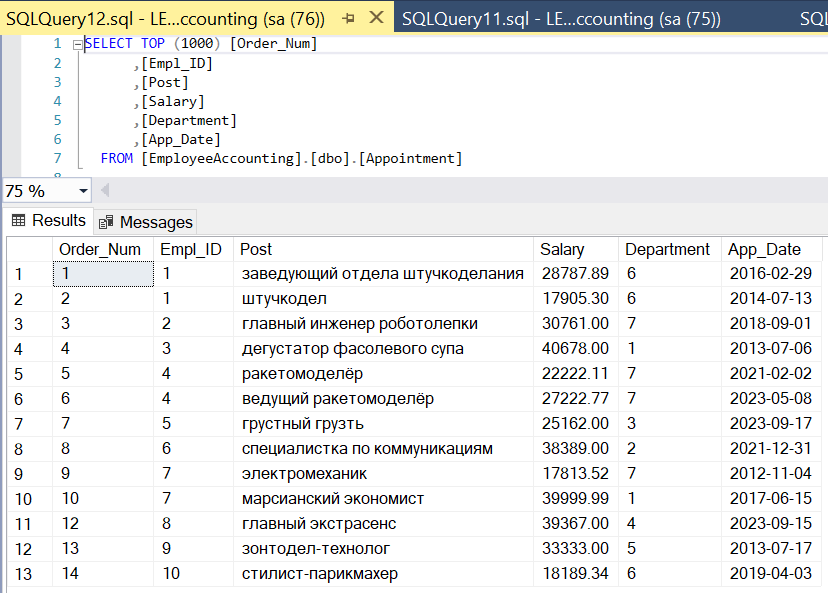 SQLQuery12.sql - LE...ccounting (sa (76)) SQLQuery11.sql - LE...ccounting (sa (75)) SQL
1 SELECT TOP (1000) [Order_Num]
2 ,[Empl_ID]
3 ,[Post]
4 ,[Salary]
5 ,[Department]
6 ,[App_Date]
7 FROM [EmployeeAccounting].[dbo].[Appointment]
75 %
Results Messages
Order_Num Empl_ID Post Salary Department App_Date
1 1 1 заведующий отдела штучкоделания 28787.89 6 2016-02-29
2 2 1 штучкодел 17905.30 6 2014-07-13
3 3 2 главный инженер роботолепки 30761.00 7 2018-09-01
4 4 3 дегустатор фасолевого супа 40678.00 1 2013-07-06
5 5 4 ракетомоделёр 22222.11 7 2021-02-02
6 6 4 ведущий ракетомоделёр 27222.77 7 2023-05-08
7 7 5 грустный грузть 25162.00 3 2023-09-17
8 8 6 специалистка по коммуникациям 38389.00 2 2021-12-31
9 9 7 электромеханик 17813.52 7 2012-11-04
10 10 7 марсианский экономист 39999.99 1 2017-06-15
11 12 8 главный экстрасенс 39367.00 4 2023-09-15
12 13 9 зонтодел-технолог 33333.00 5 2013-07-17
13 14 10 стилист-парикмахер 18189.34 6 2019-04-03